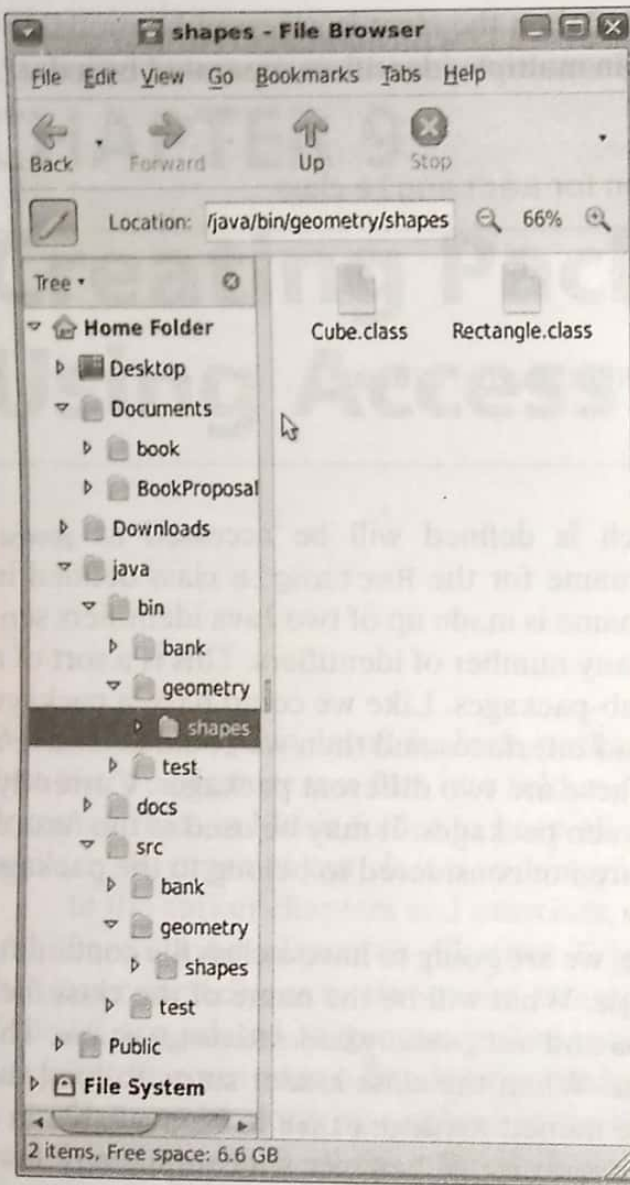 shapes - File Browser
File Edit View Go Bookmarks Tabs Help
Back Forward Up Stop
Location: /java/bin/geometry/shapes 66%
Tree
Cube.class Rectangle.class
Home Folder
Desktop
Documents
book
BookProposal
Downloads
java
bin
bank
geometry
shapes
test
docs
src
bank
geometry
shapes
test
Public
File System
2 items, Free space: 6.6 GB